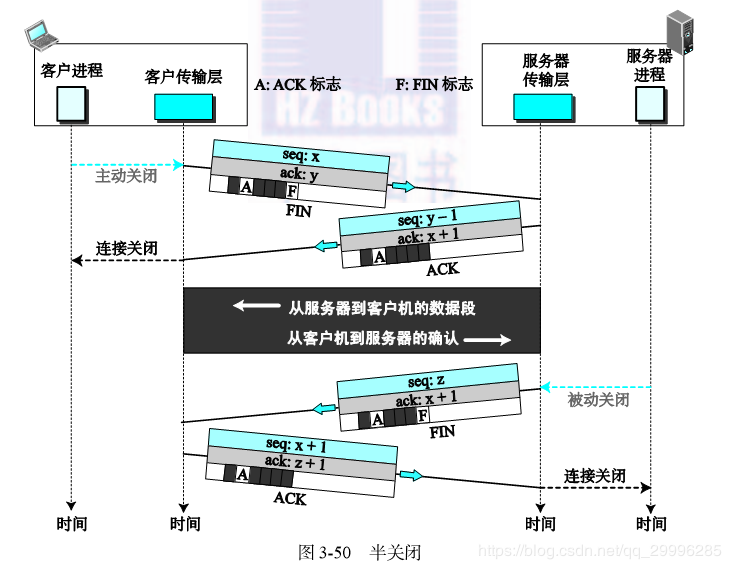 客户进程
客户传输层
A: ACK 标志
F: FIN 标志
服务器
传输层
服务器
进程
HZ Books
图书
主动关闭
seq: x
ack: y
A F
FIN
seq: y – 1
ack: x + 1
A
ACK
连接关闭
从服务器到客户机的数据段
从客户机到服务器的确认
seq: z
ack: x + 1
A F
FIN
被动关闭
seq: x + 1
ack: z + 1
A
ACK
连接关闭
时间
时间
时间
时间
图 3-50 半关闭
https://blog.csdn.net/qq_29996285